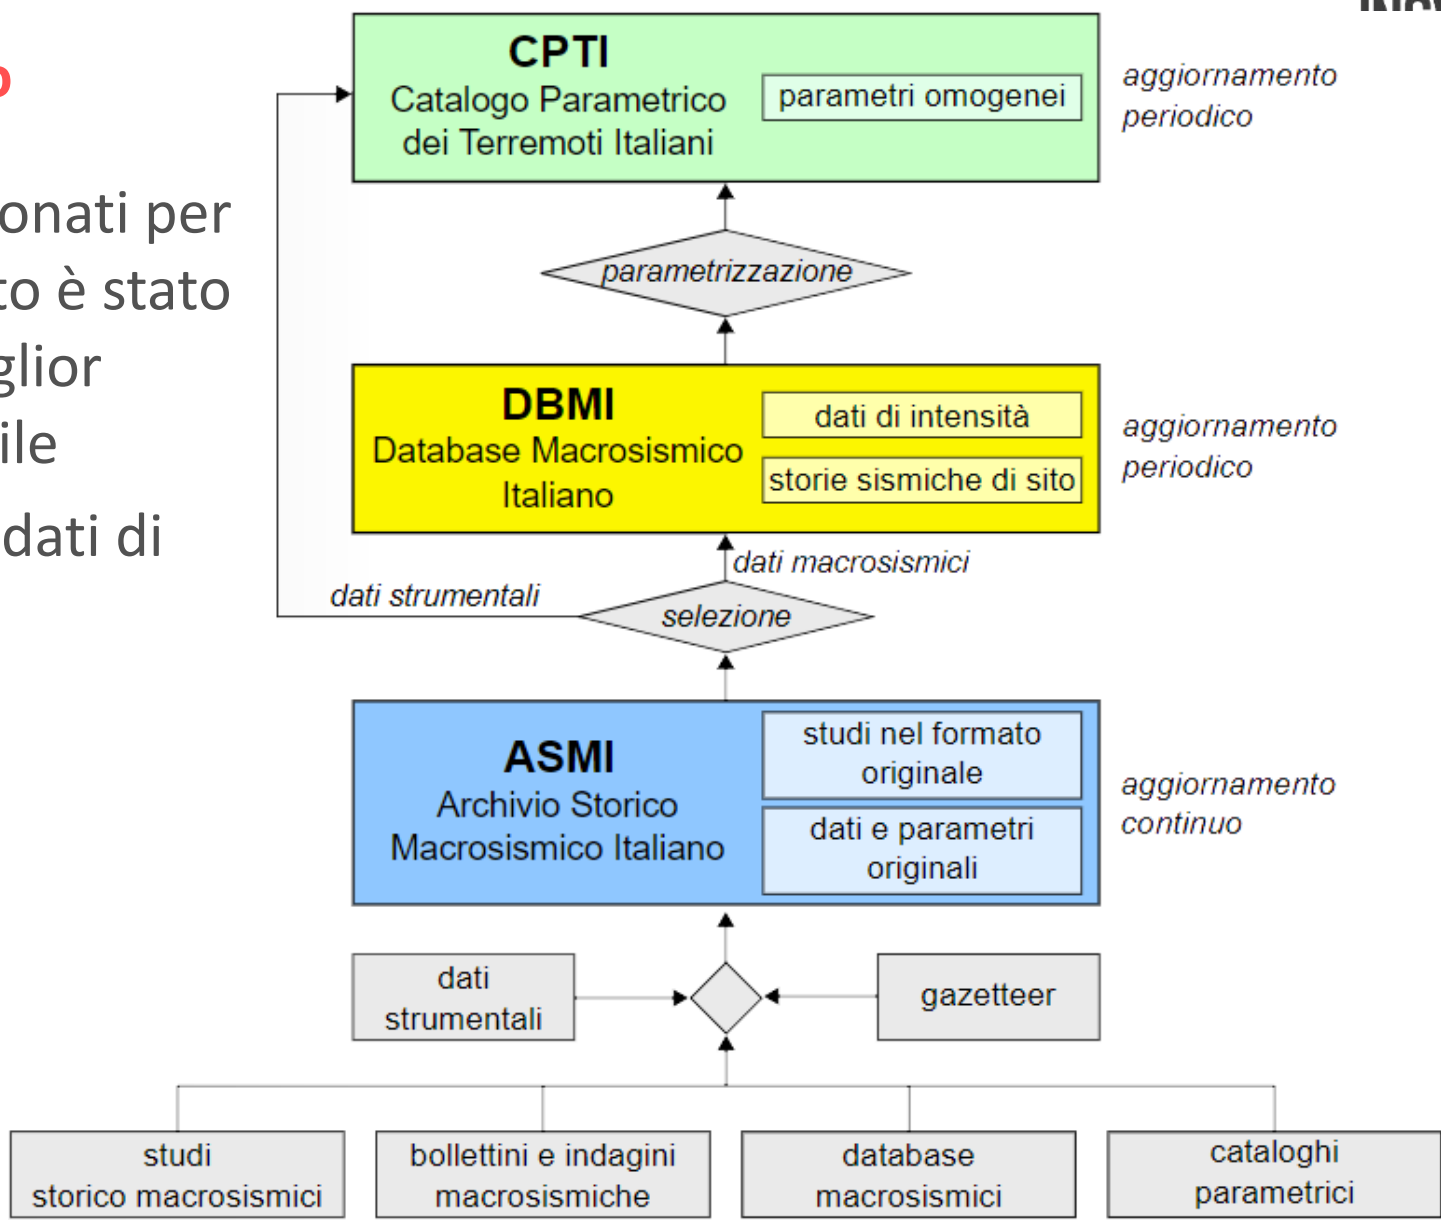 onati per
to è stato
glior
ile
dati di
CPTI
Catalogo Parametrico
dei Terremoti Italiani
parametri omogenei
aggiornamento
periodico
parametrizzazione
DBMI
Database Macrosismico
Italiano
dati di intensità
storie sismiche di sito
aggiornamento
periodico
dati macrosismici
dati strumentali
selezione
ASMI
Archivio Storico
Macrosismico Italiano
studi nel formato
originale
dati e parametri
originali
aggiornamento
continuo
dati
strumentali
gazetteer
studi
storico macrosismici
bollettini e indagini
macrosismiche
database
macrosismici
cataloghi
parametrici